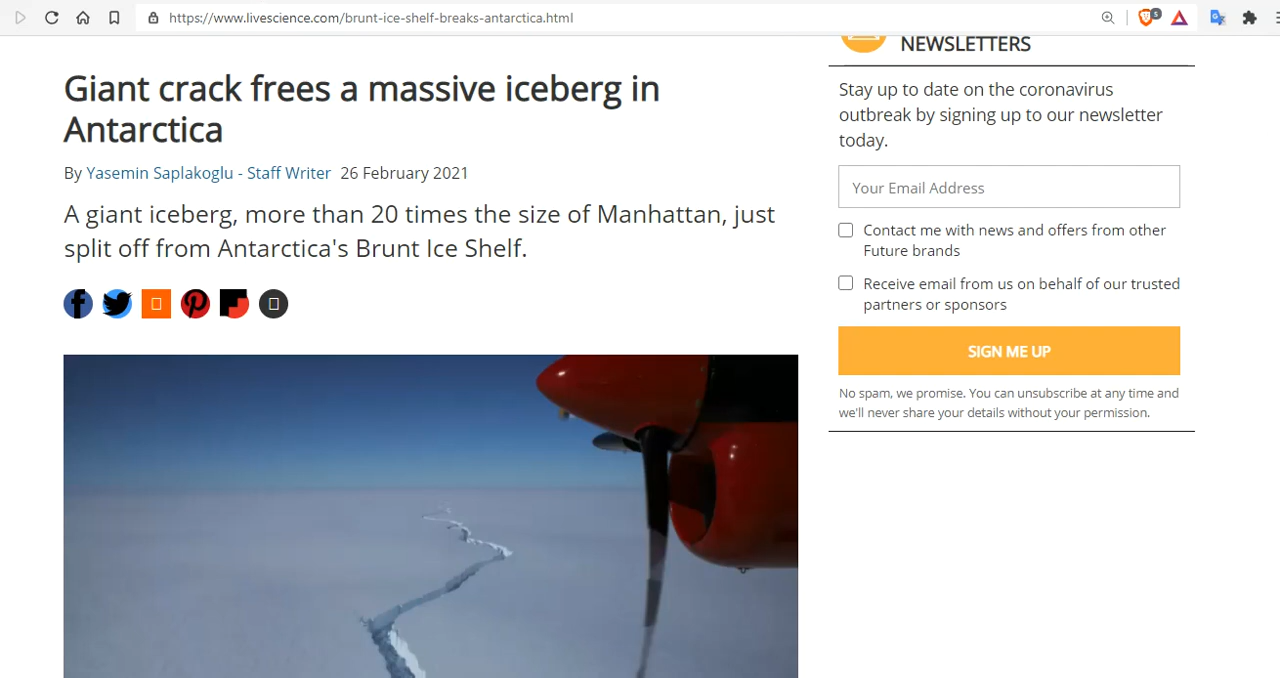 https://www.livescience.com/brunt-ice-shelf-breaks-antarctica.html
5
NEWSLETTERS
Giant crack frees a massive iceberg in
Antarctica
By Yasemin Saplakoglu - Staff Writer 26 February 2021
A giant iceberg, more than 20 times the size of Manhattan, just
split off from Antarctica's Brunt Ice Shelf.
Stay up to date on the coronavirus
outbreak by signing up to our newsletter
today.
Your Email Address
Contact me with news and offers from other
Future brands
Receive email from us on behalf of our trusted
partners or sponsors
SIGN ME UP
No spam, we promise. You can unsubscribe at any time and
we'll never share your details without your permission.